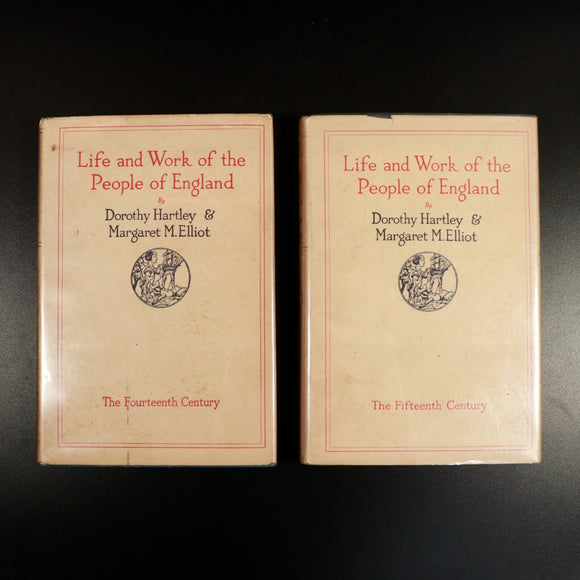 Life and Work of the
People of England
By
Dorothy Hartley &
Margaret M. Elliot
The Fourteenth Century
Life and Work of the
People of England
By
Dorothy Hartley &
Margaret M. Elliot
The Fifteenth Century